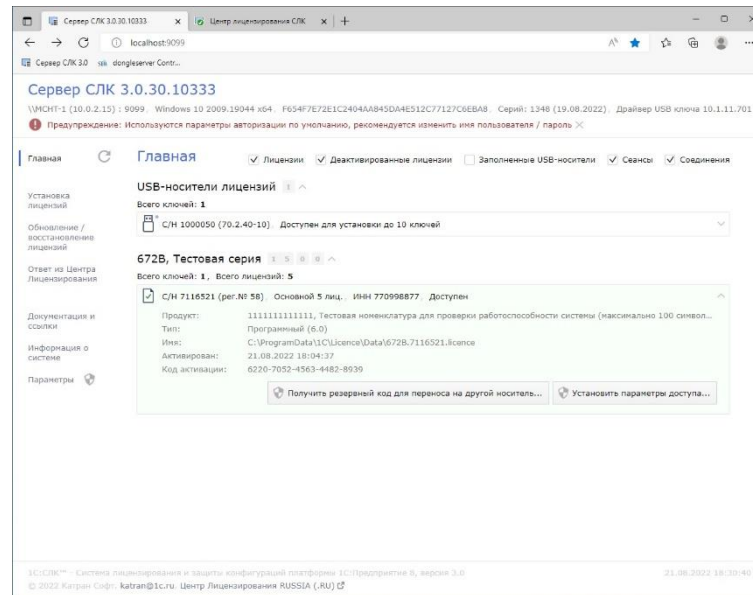 Сервер СЛК 3.0.30.10333
Центр лицензирования СЛК
localhost:9099
Сервер СЛК 3.0
dongleserver Contr...
Сервер СЛК 3.0.30.10333
\\MCHT-1 (10.0.2.15) : 9099, Windows 10 2009.19044 x64, F654F7E72E1C2404AA845DA4E512C77127C6EBA8, Серий: 1348 (19.08.2022), Драйвер USB ключа 10.1.11.701
Предупреждение: Используются параметры авторизации по умолчанию, рекомендуется изменить имя пользователя / пароль
Главная
Установка лицензий
Обновление / восстановление лицензий
Ответ из Центра Лицензирования
Документация и ссылки
Информация о системе
Параметры
Главная
Лицензии
Деактивированные лицензии
Заполненные USB-носители
Сеансы
Соединения
USB-носители лицензий 1
Всего ключей: 1
С/Н 1000050 (70.2.40-10), Доступен для установки до 10 ключей
672B, Тестовая серия 1 5 0 0
Всего ключей: 1, Всего лицензий: 5
С/Н 7116521 (рег.№ 58), Основной 5 лиц., ИНН 770998877, Доступен
Продукт: 1111111111111, Тестовая номенклатура для проверки работоспособности системы (максимально 100 символ...
Тип: Программный (6.0)
Имя: C:\ProgramData\1C\Licence\Data\672B.7116521.licence
Активирован: 21.08.2022 18:04:37
Код активации: 6220-7052-4563-4482-8939
Получить резервный код для переноса на другой носитель...
Установить параметры доступа...
1С:СЛК™ - Система лицензирования и защиты конфигураций платформы 1С:Предприятие 8, версия 3.0
21.08.2022 18:30:40
© 2022 Катран Софт. katran@1c.ru. Центр Лицензирования RUSSIA (.RU)